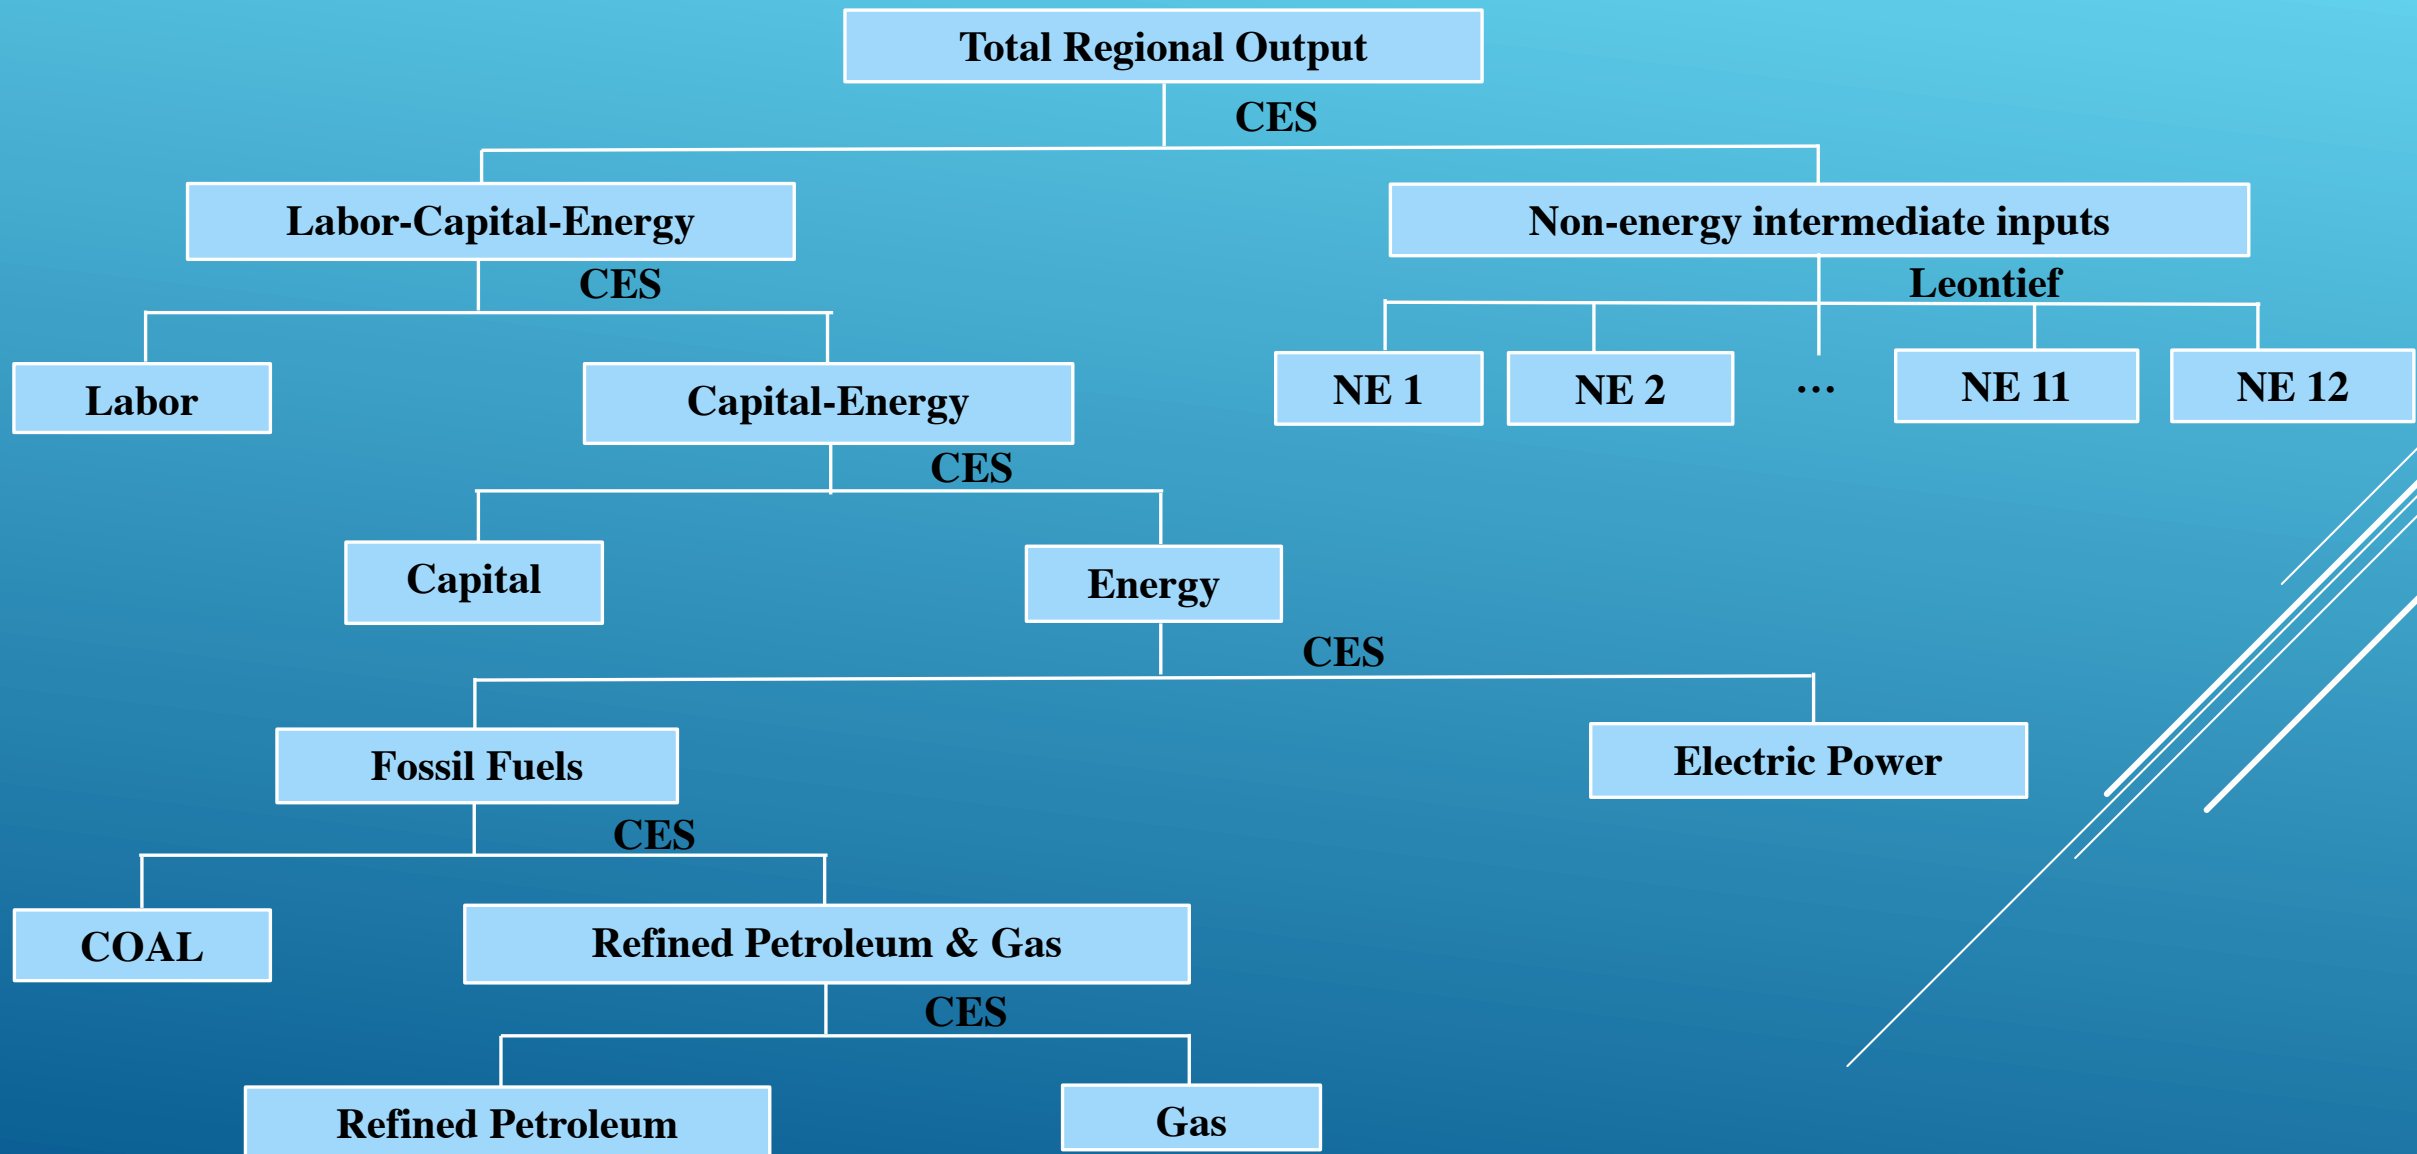 Total Regional Output
CES
Labor-Capital-Energy
Non-energy intermediate inputs
CES
Leontief
Labor
Capital-Energy
NE 1
NE 2
...
NE 11
NE 12
CES
Capital
Energy
CES
Fossil Fuels
Electric Power
CES
COAL
Refined Petroleum & Gas
CES
Refined Petroleum
Gas